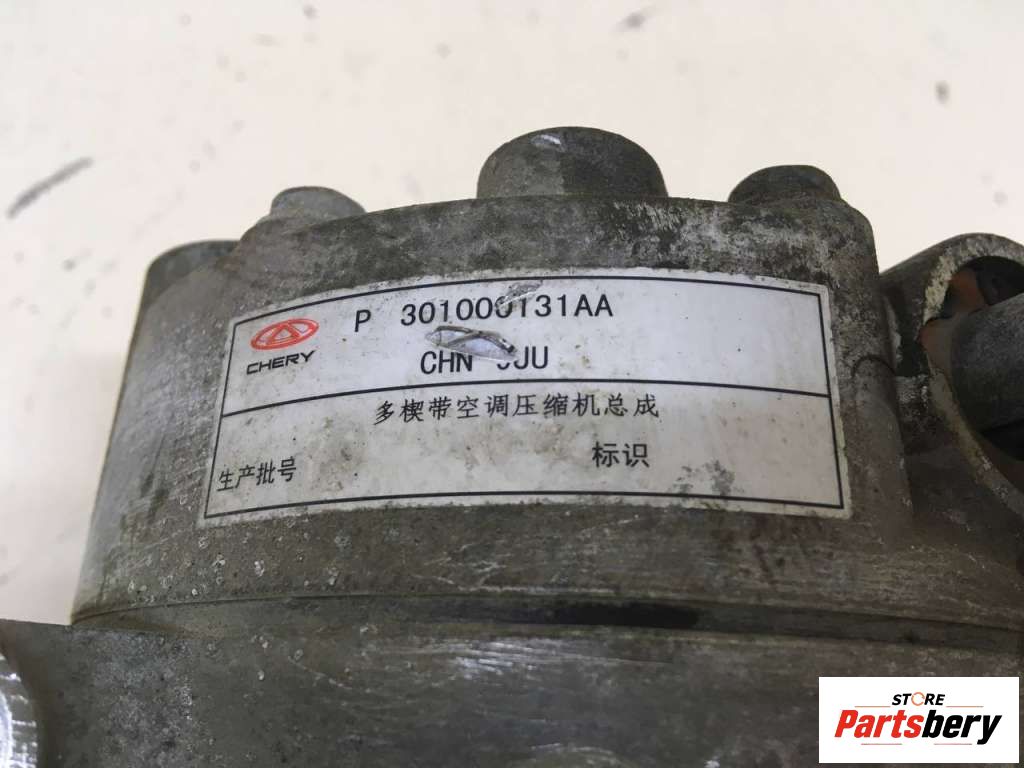 P 301000131AA
CHERY
CHN JJU
多楔带空调压缩机总成
标识
生产批号
STORE
Partsbery